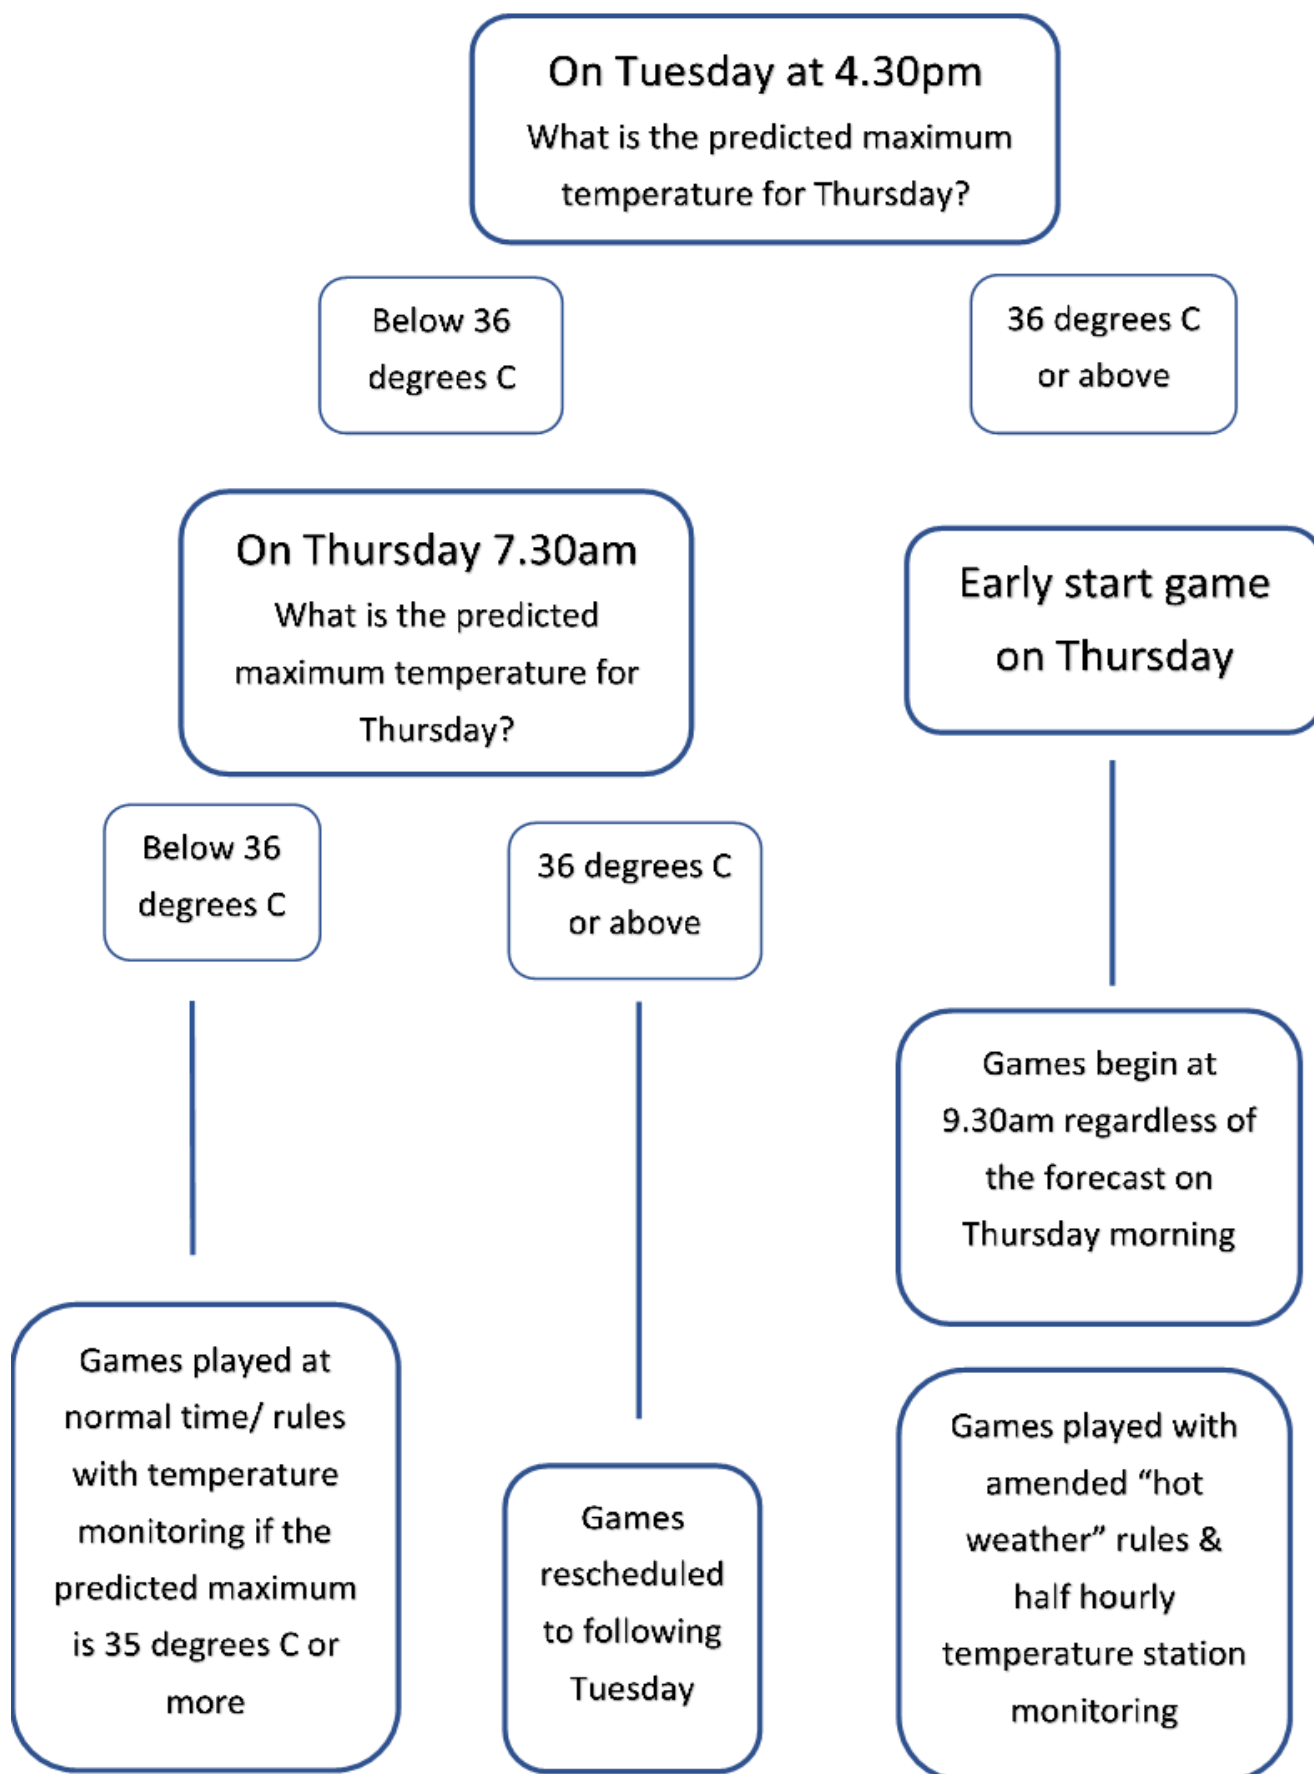 On Tuesday at 4.30pm
What is the predicted maximum
temperature for Thursday?
Below 36
degrees C
36 degrees C
or above
On Thursday 7.30am
What is the predicted
maximum temperature for
Thursday?
Early start game
on Thursday
Below 36
degrees C
36 degrees C
or above
Games begin at
9.30am regardless of
the forecast on
Thursday morning
Games played at
normal time/ rules
with temperature
monitoring if the
predicted maximum
is 35 degrees C or
more
Games
rescheduled
to following
Tuesday
Games played with
amended “hot
weather” rules &
half hourly
temperature station
monitoring